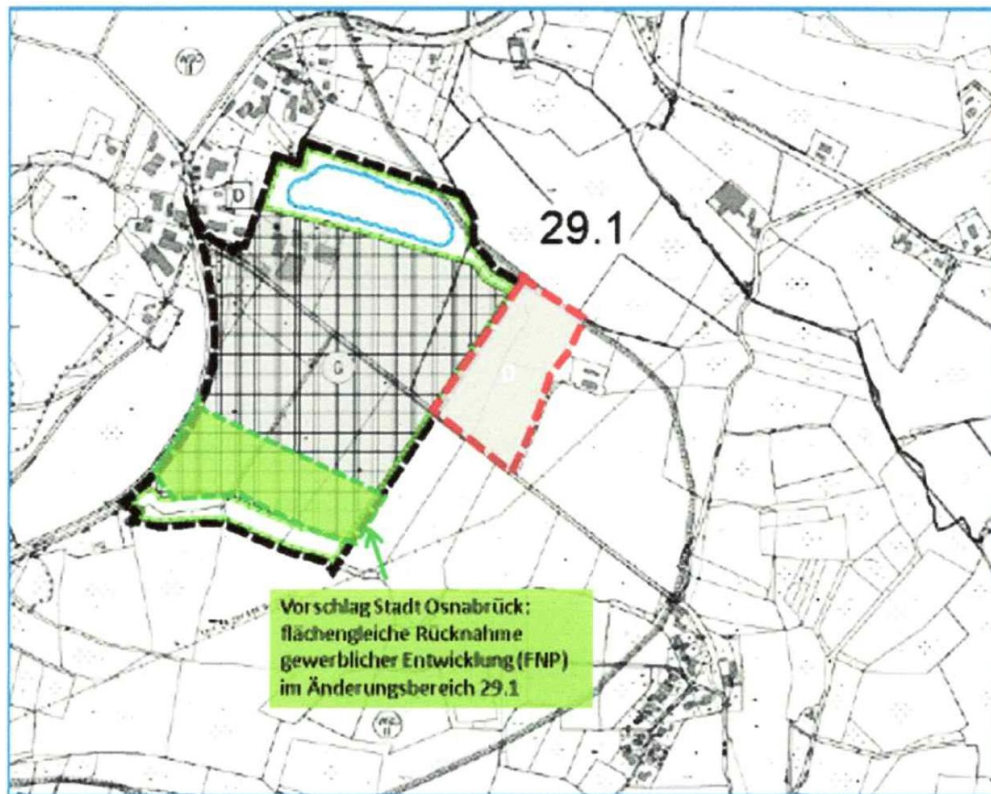 29.1
G
Vorschlag Stadt Osnabrück:
flächengleiche Rücknahme
gewerblicher Entwicklung (FNP)
im Änderungsbereich 29.1